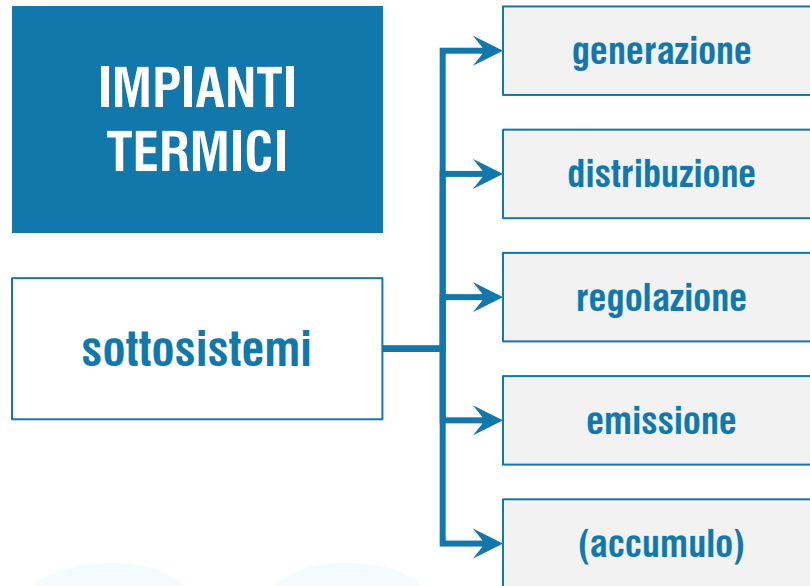 IMPIANTI
TERMICI
sottosistemi
generazione
distribuzione
regolazione
emissione
(accumulo)